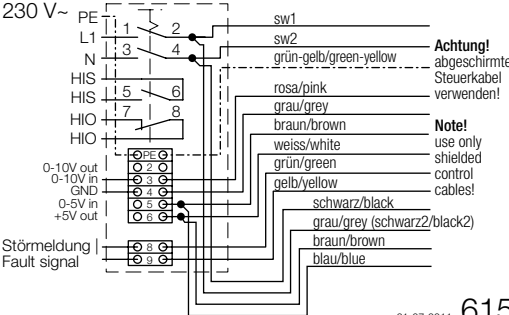 230 V~
PE
L1
N
HIS
HIS
HIO
HIO
1 2
3 4
5 6
7 8
0-10V out
0-10V in
GND
0-5V in
+5V out
PE
2
3
4
5
6
Störmeldung |
Fault signal
8
9
sw1
sw2
grün-gelb/green-yellow
rosa/pink
grau/grey
braun/brown
weiss/white
grün/green
gelb/yellow
schwarz/black
grau/grey (schwarz2/black2)
braun/brown
blau/blue
Achtung!
abgeschirmte
Steuerkabel
verwenden!
Note!
use only
shielded
control
cables!
615